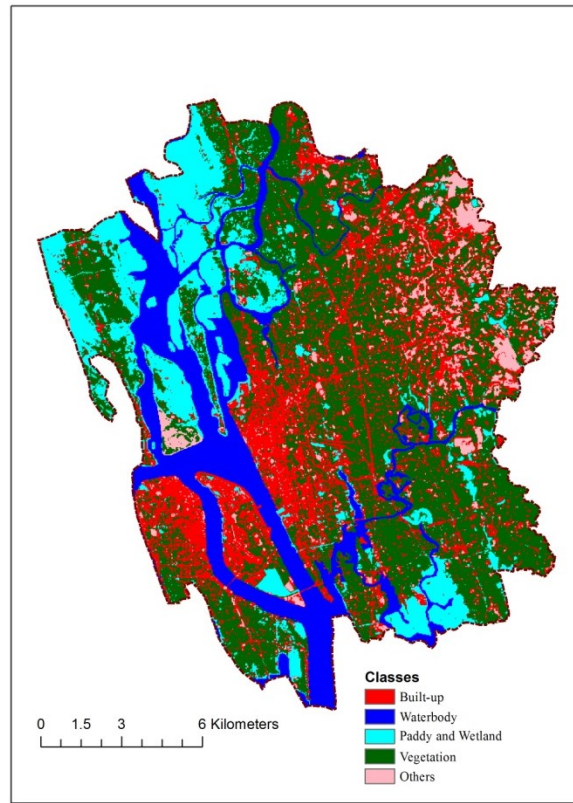 Classes
Built-up
Waterbody
Paddy and Wetland
Vegetation
Others
0 1.5 3 6 Kilometers